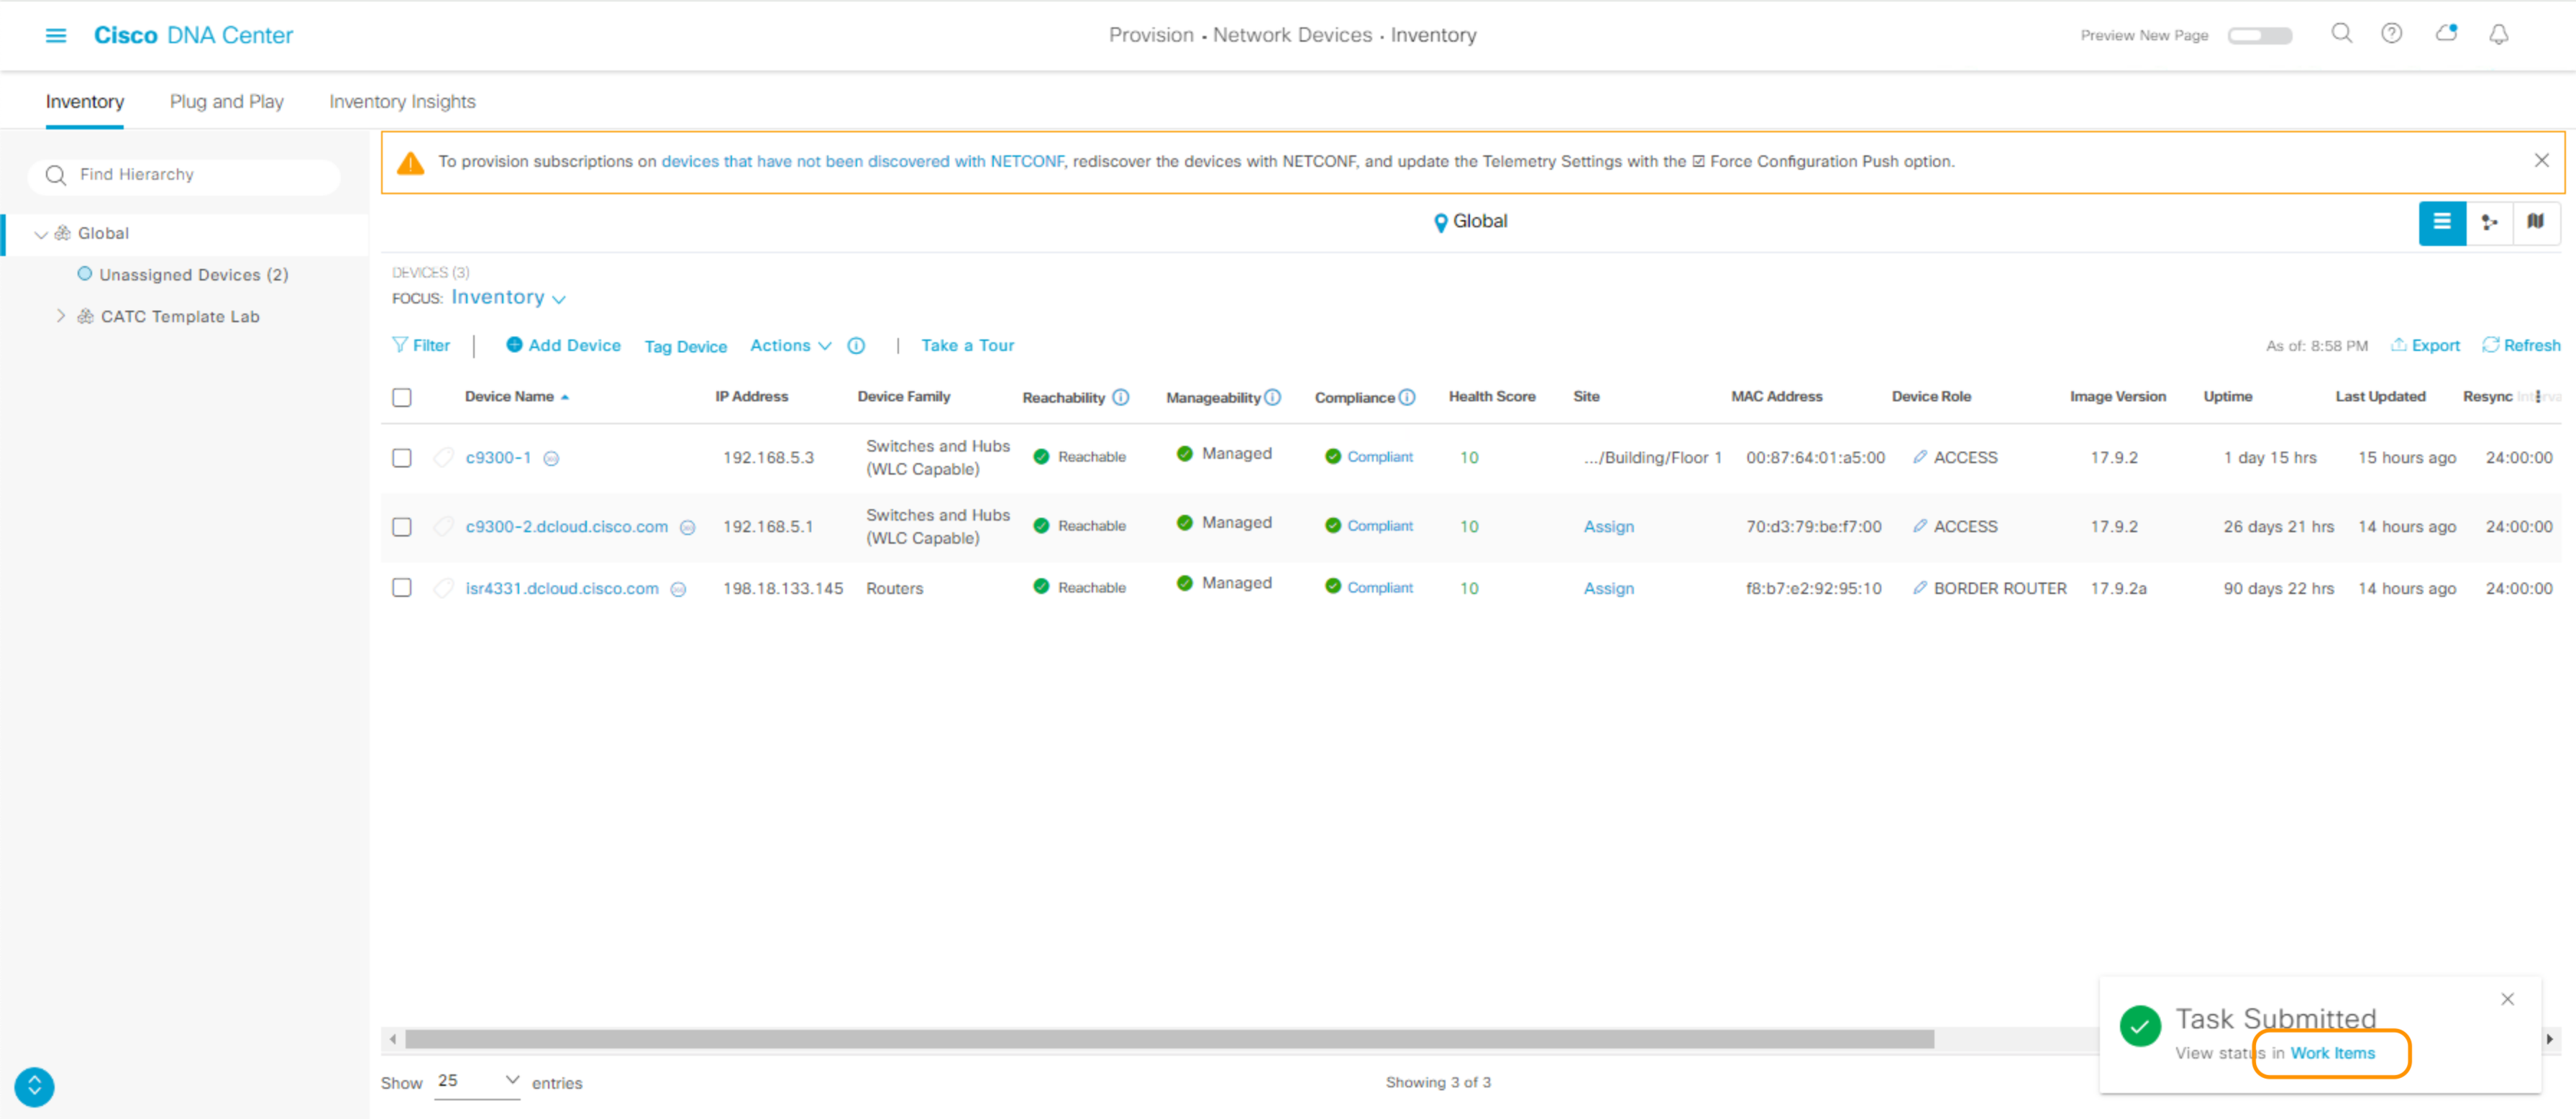 Cisco DNA Center
Provision • Network Devices • Inventory
Preview New Page
Inventory Plug and Play Inventory Insights
Find Hierarchy
Global
Unassigned Devices (2)
CATC Template Lab
To provision subscriptions on devices that have not been discovered with NETCONF, rediscover the devices with NETCONF, and update the Telemetry Settings with the ☑ Force Configuration Push option.
Global
DEVICES (3)
FOCUS: Inventory
Filter | Add Device Tag Device Actions | Take a Tour As of: 8:58 PM Export Refresh
Device Name IP Address Device Family Reachability Manageability Compliance Health Score Site MAC Address Device Role Image Version Uptime Last Updated Resync
c9300-1 192.168.5.3 Switches and Hubs (WLC Capable) Reachable Managed Compliant 10 .../Building/Floor 1 00:87:64:01:a5:00 ACCESS 17.9.2 1 day 15 hrs 15 hours ago 24:00:00
c9300-2.dcloud.cisco.com 192.168.5.1 Switches and Hubs (WLC Capable) Reachable Managed Compliant 10 Assign 70:d3:79:be:f7:00 ACCESS 17.9.2 26 days 21 hrs 14 hours ago 24:00:00
isr4331.dcloud.cisco.com 198.18.133.145 Routers Reachable Managed Compliant 10 Assign f8:b7:e2:92:95:10 BORDER ROUTER 17.9.2a 90 days 22 hrs 14 hours ago 24:00:00
Task Submitted
View status in Work Items
Show 25 entries
Showing 3 of 3